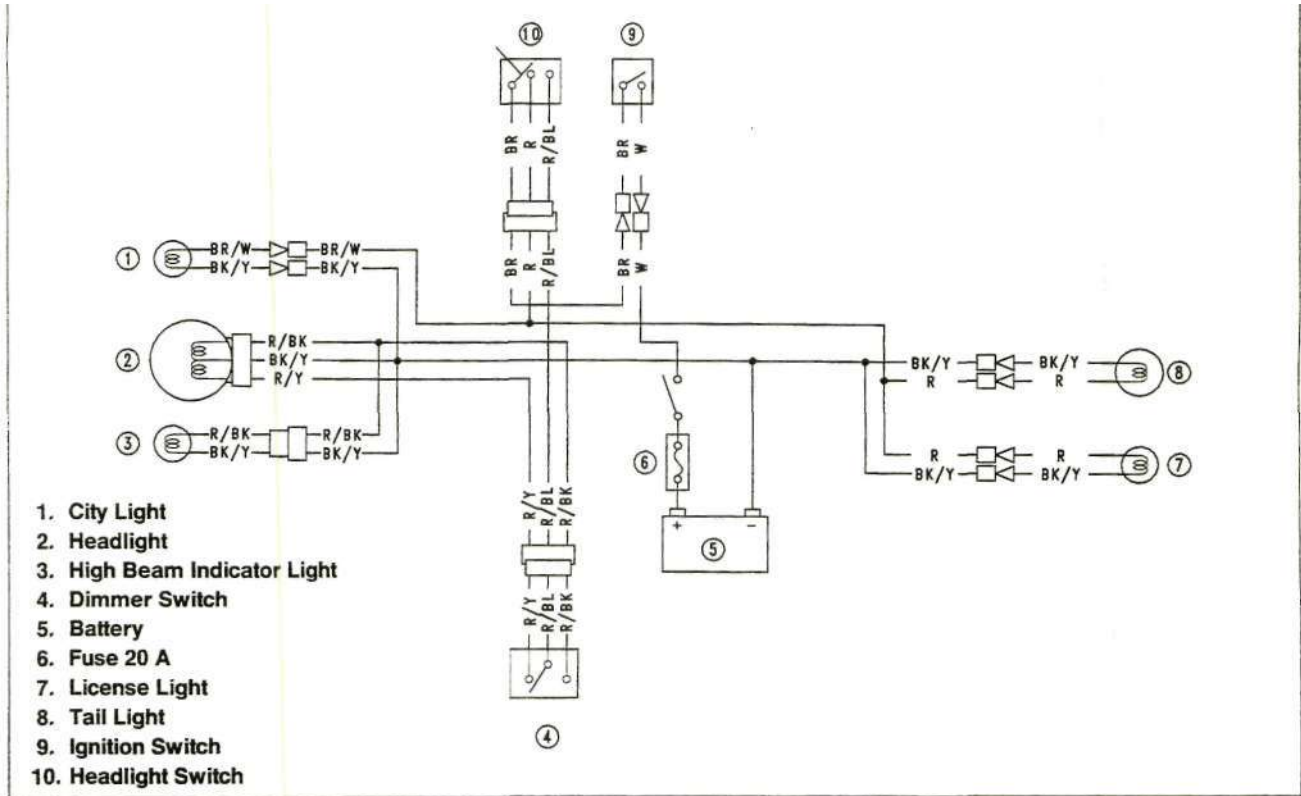 10 9
BR R R/BL BR W
BR R R/BL BR W
1 BR/W BR/W
BK/Y BK/Y
2 R/BK
BK/Y BK/Y BK/Y 8
R/Y R R
3 R/BK R/BK 6 R R 7
BK/Y BK/Y BK/Y BK/Y
R/Y R/BL R/BK
+ −
5
R/Y R/BL R/BK
4
1. City Light
2. Headlight
3. High Beam Indicator Light
4. Dimmer Switch
5. Battery
6. Fuse 20 A
7. License Light
8. Tail Light
9. Ignition Switch
10. Headlight Switch